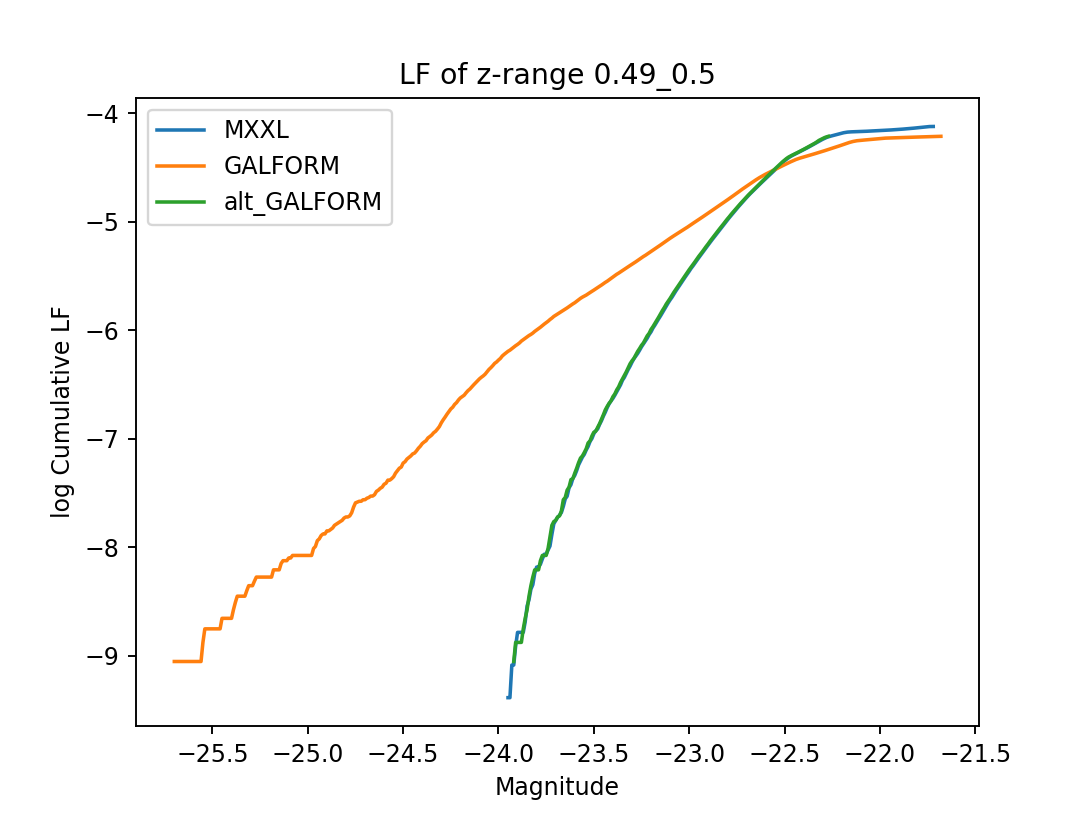 LF of z-range 0.49_0.5
MXXL
GALFORM
alt_GALFORM
log Cumulative LF
−4
−5
−6
−7
−8
−9
−25.5 −25.0 −24.5 −24.0 −23.5 −23.0 −22.5 −22.0 −21.5
Magnitude